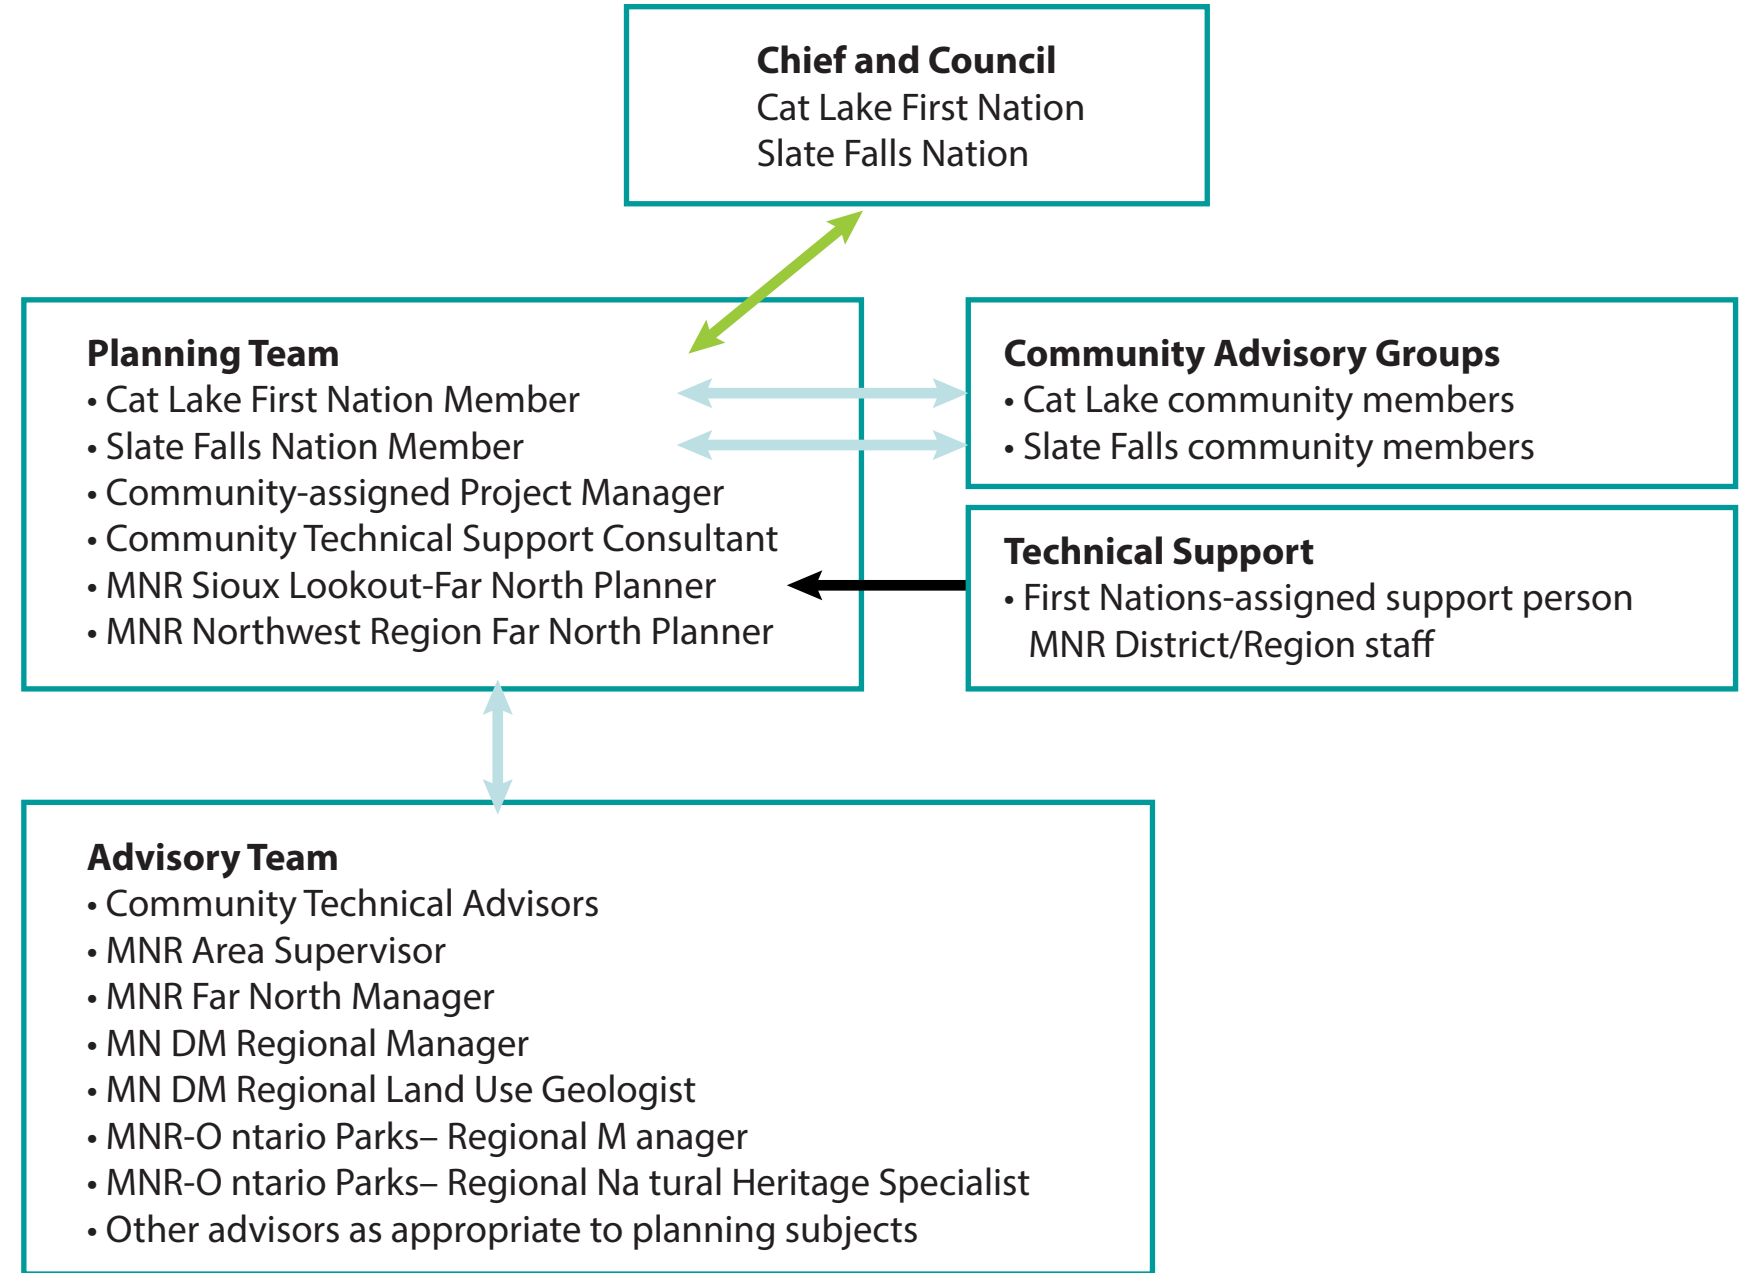 Chief and Council
Cat Lake First Nation
Slate Falls Nation
Planning Team
• Cat Lake First Nation Member
• Slate Falls Nation Member
• Community-assigned Project Manager
• Community Technical Support Consultant
• MNR Sioux Lookout-Far North Planner
• MNR Northwest Region Far North Planner
Community Advisory Groups
• Cat Lake community members
• Slate Falls community members
Technical Support
• First Nations-assigned support person
MNR District/Region staff
Advisory Team
• Community Technical Advisors
• MNR Area Supervisor
• MNR Far North Manager
• MN DM Regional Manager
• MN DM Regional Land Use Geologist
• MNR-O ntario Parks– Regional M anager
• MNR-O ntario Parks– Regional Na tural Heritage Specialist
• Other advisors as appropriate to planning subjects